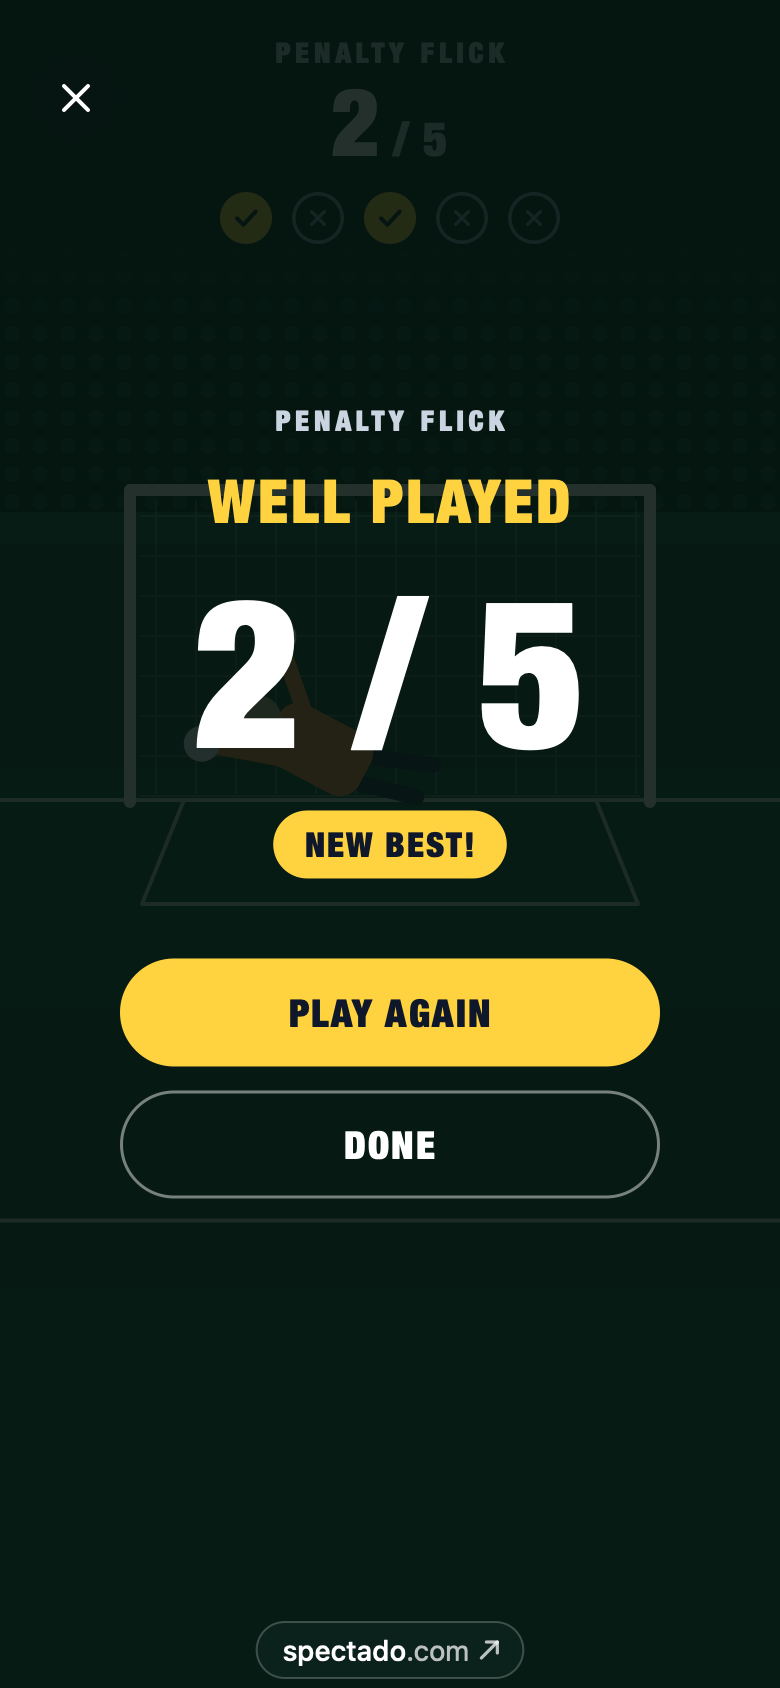 PENALTY FLICK
2 / 5
PENALTY FLICK
WELL PLAYED
2 / 5
NEW BEST!
PLAY AGAIN
DONE
spectado.com